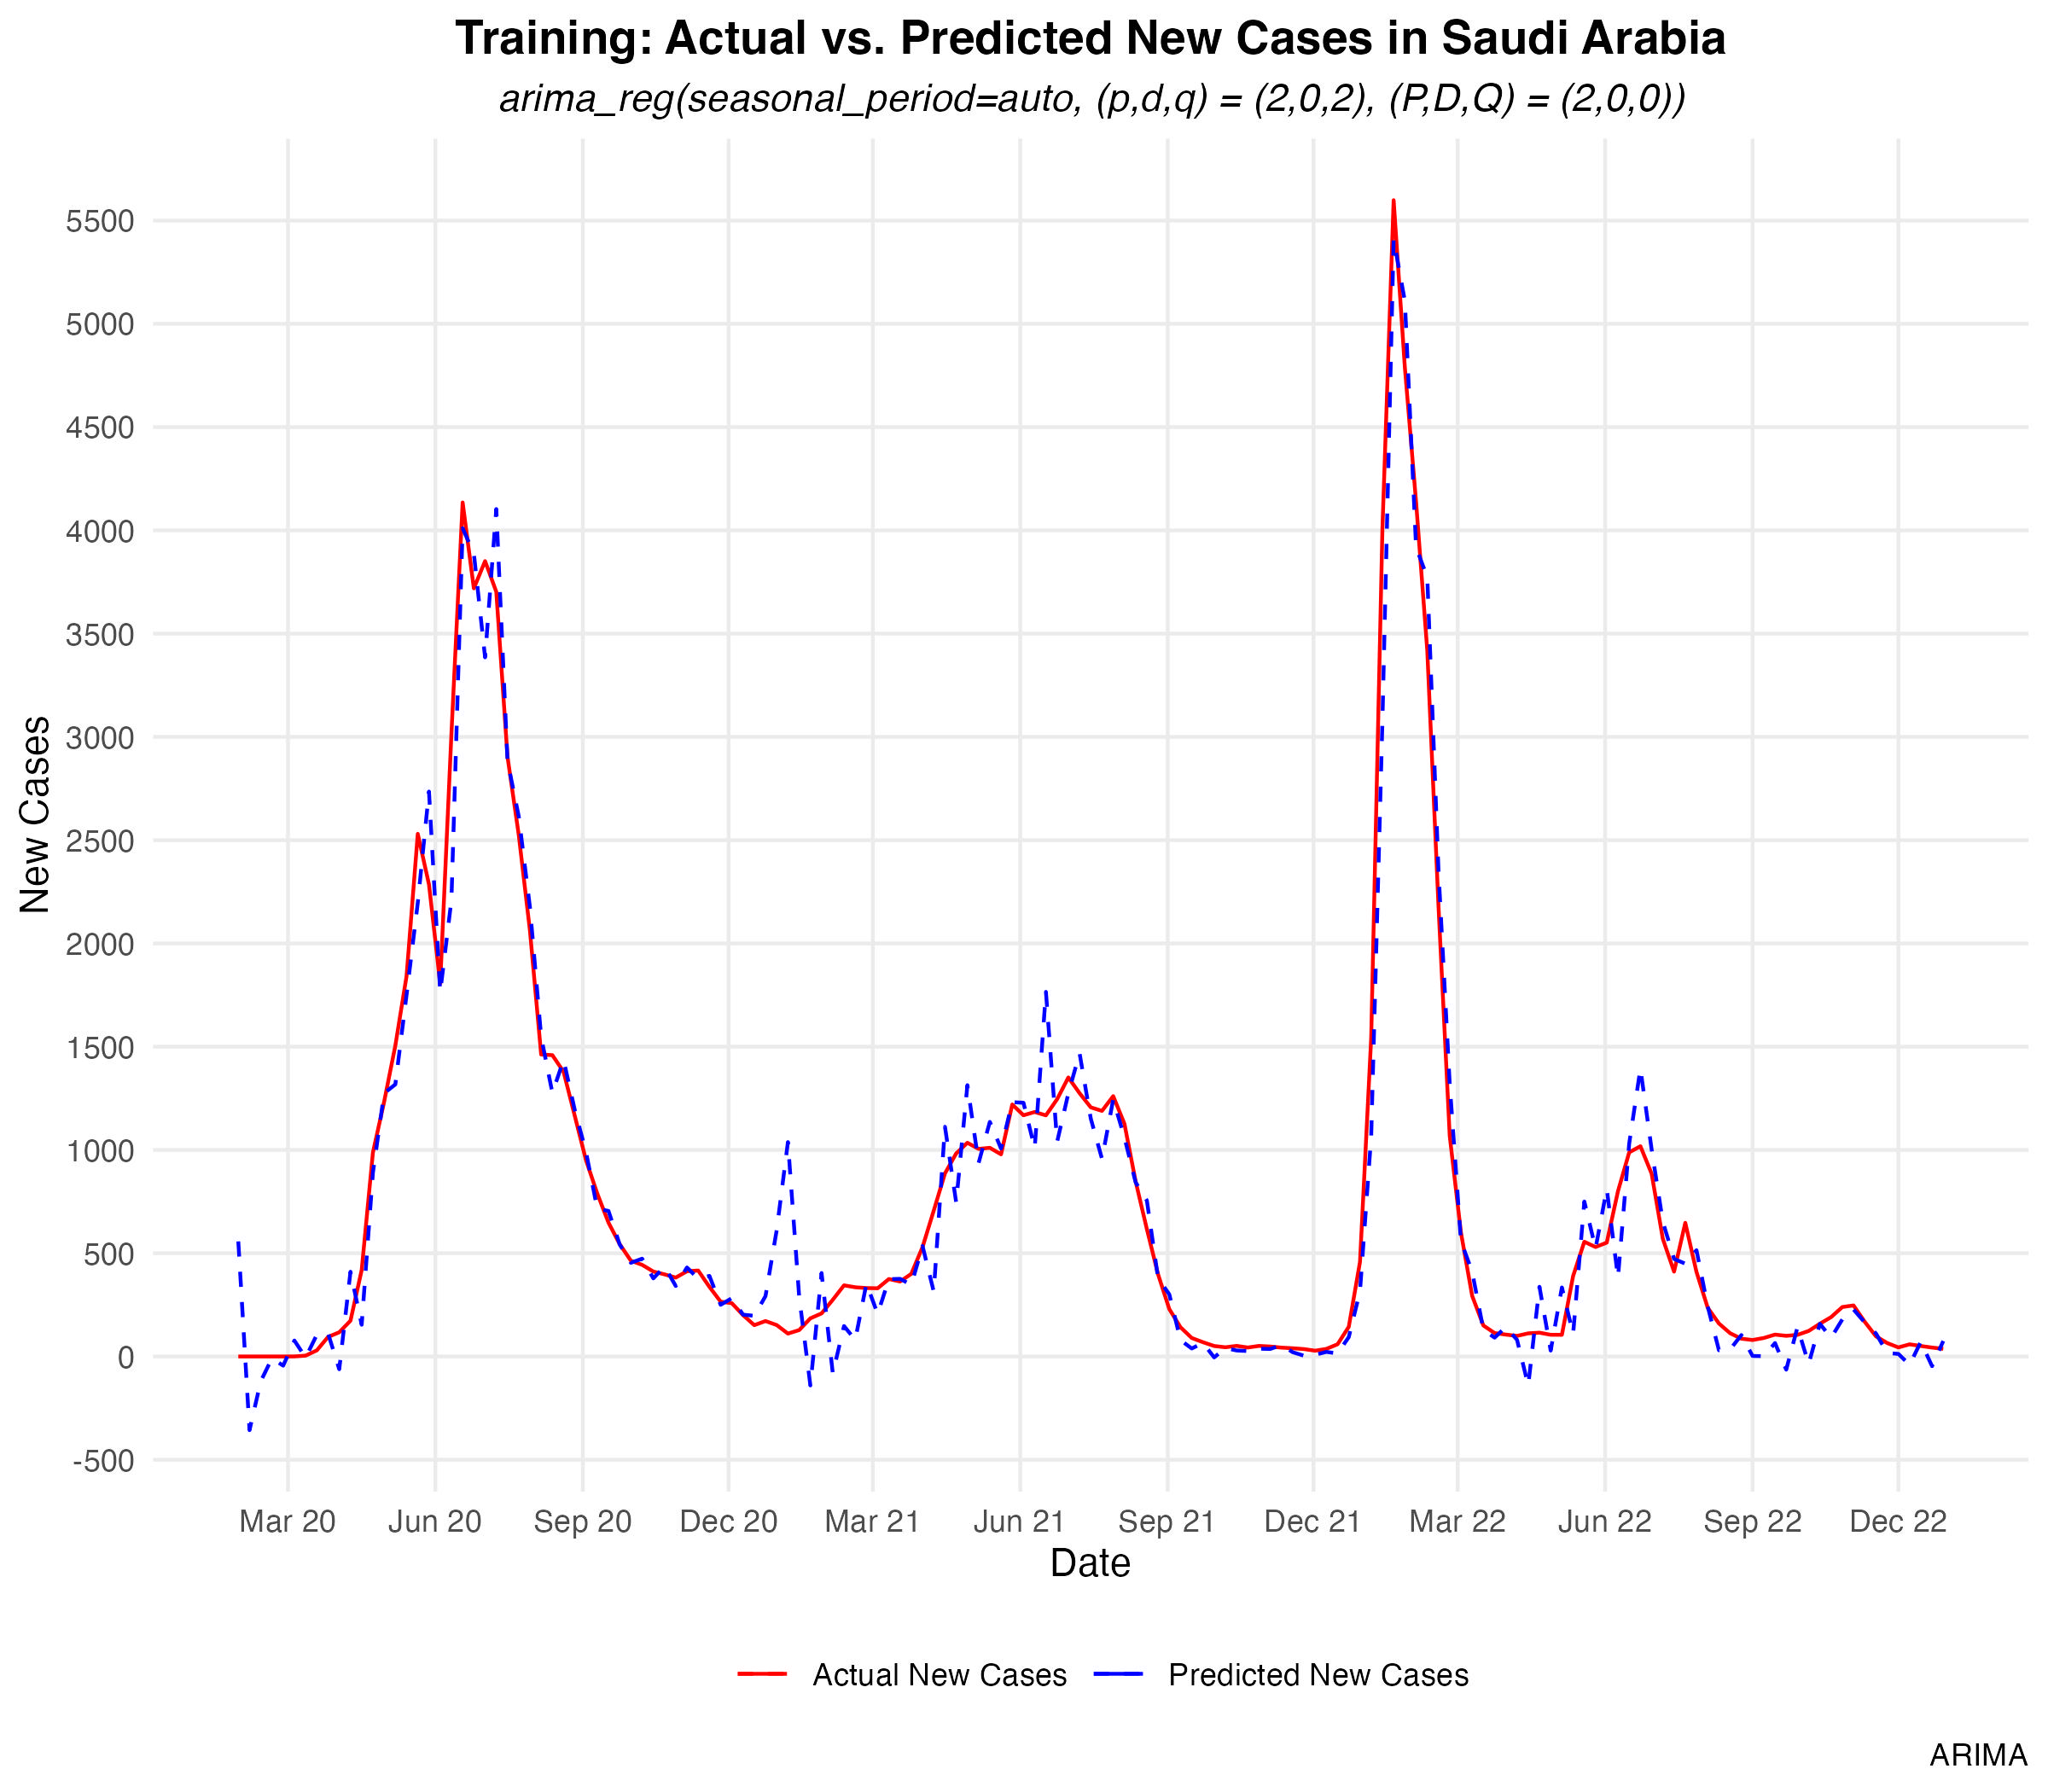 Training: Actual vs. Predicted New Cases in Saudi Arabia
arima_reg(seasonal_period=auto, (p,d,q) = (2,0,2), (P,D,Q) = (2,0,0))
New Cases
5500
5000
4500
4000
3500
3000
2500
2000
1500
1000
500
0
-500
Mar 20 Jun 20 Sep 20 Dec 20 Mar 21 Jun 21 Sep 21 Dec 21 Mar 22 Jun 22 Sep 22 Dec 22
Date
Actual New Cases Predicted New Cases
ARIMA